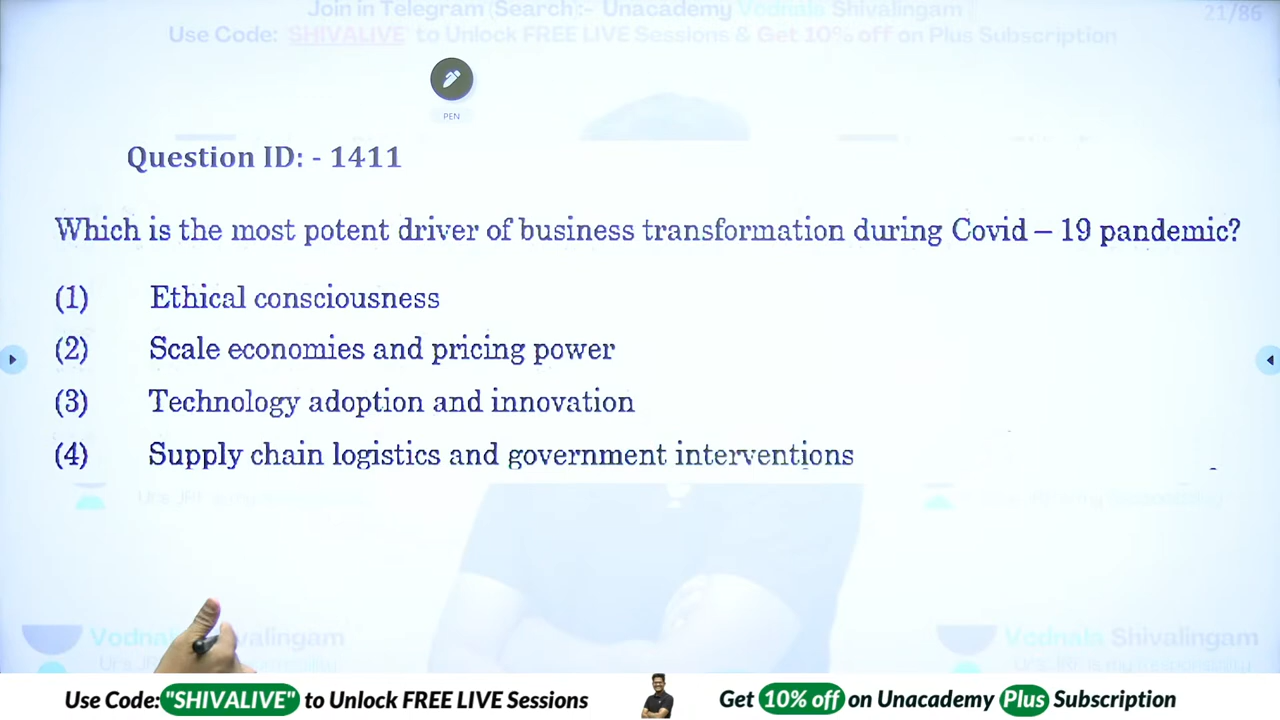 Join in Telegram (Search):- Unacademy Vodnala Shivalingam
21/86
Use Code: SHIVALIVE to Unlock FREE LIVE Sessions & Get 10% off on Plus Subscription
PEN
Question ID: - 1411
Which is the most potent driver of business transformation during Covid – 19 pandemic?
(1) Ethical consciousness
(2) Scale economies and pricing power
(3) Technology adoption and innovation
(4) Supply chain logistics and government interventions
Vodnala Shivalingam
Vodnala Shivalingam
Use Code: "SHIVALIVE" to Unlock FREE LIVE Sessions
Get 10% off on Unacademy Plus Subscription